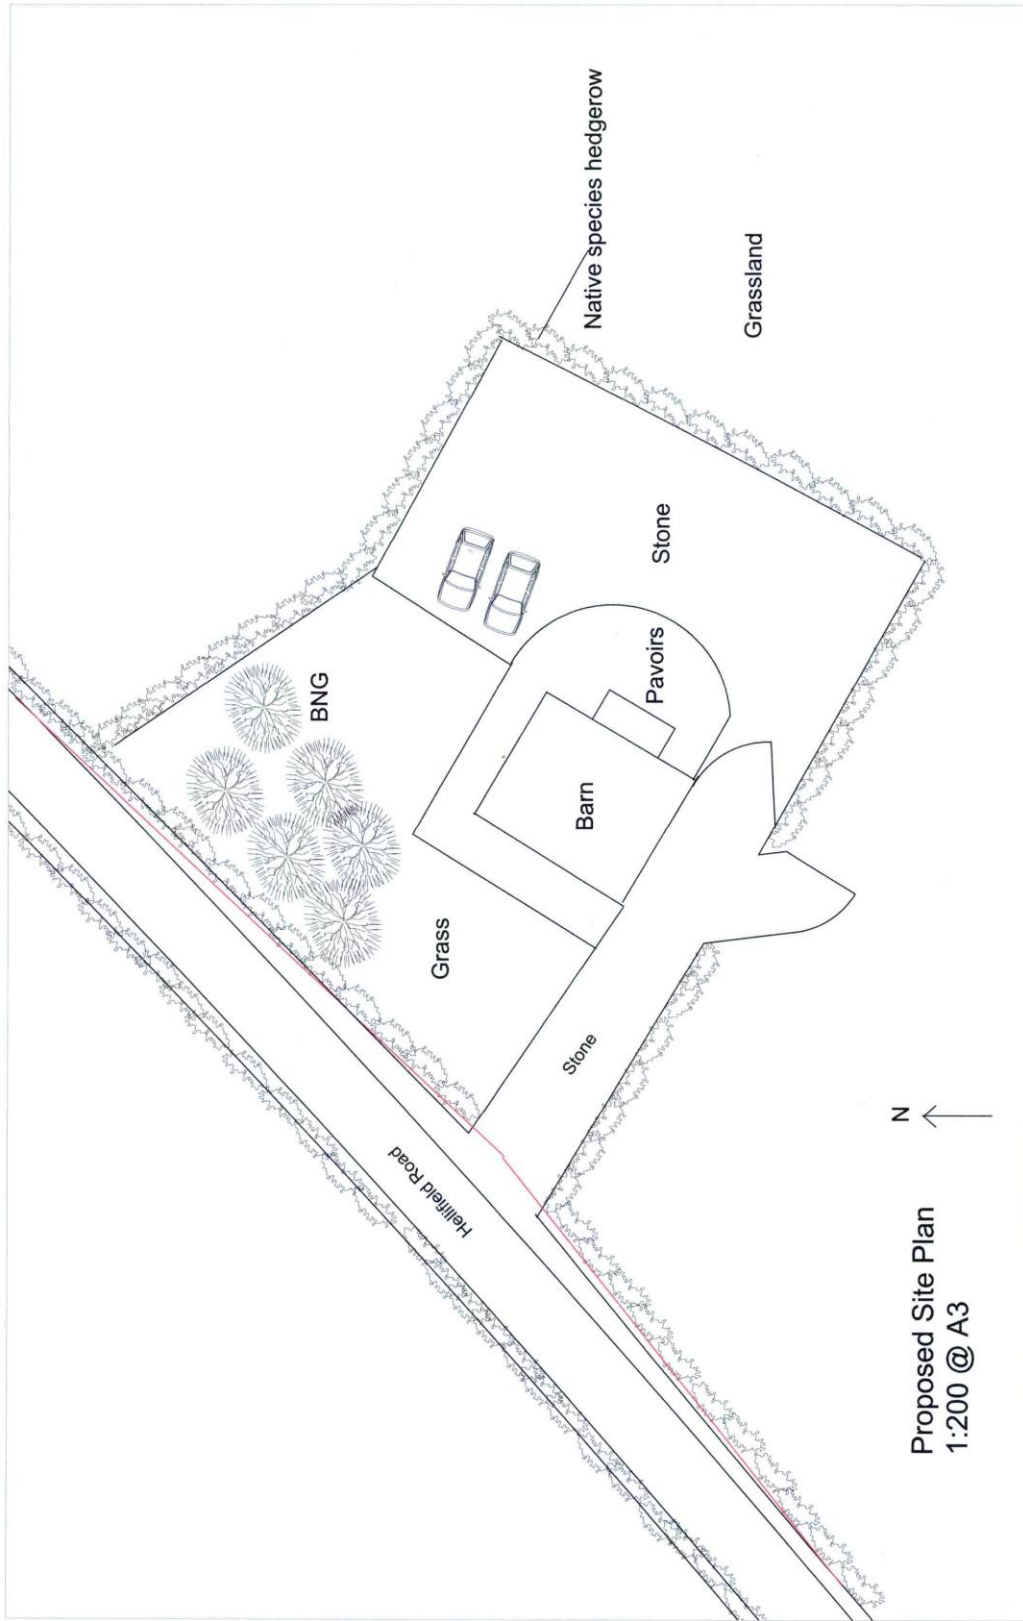 Native species hedgerow
Grassland
BNG
Stone
Pavoirs
Barn
Grass
Stone
Hellifield Road
N
Proposed Site Plan
1:200 @ A3